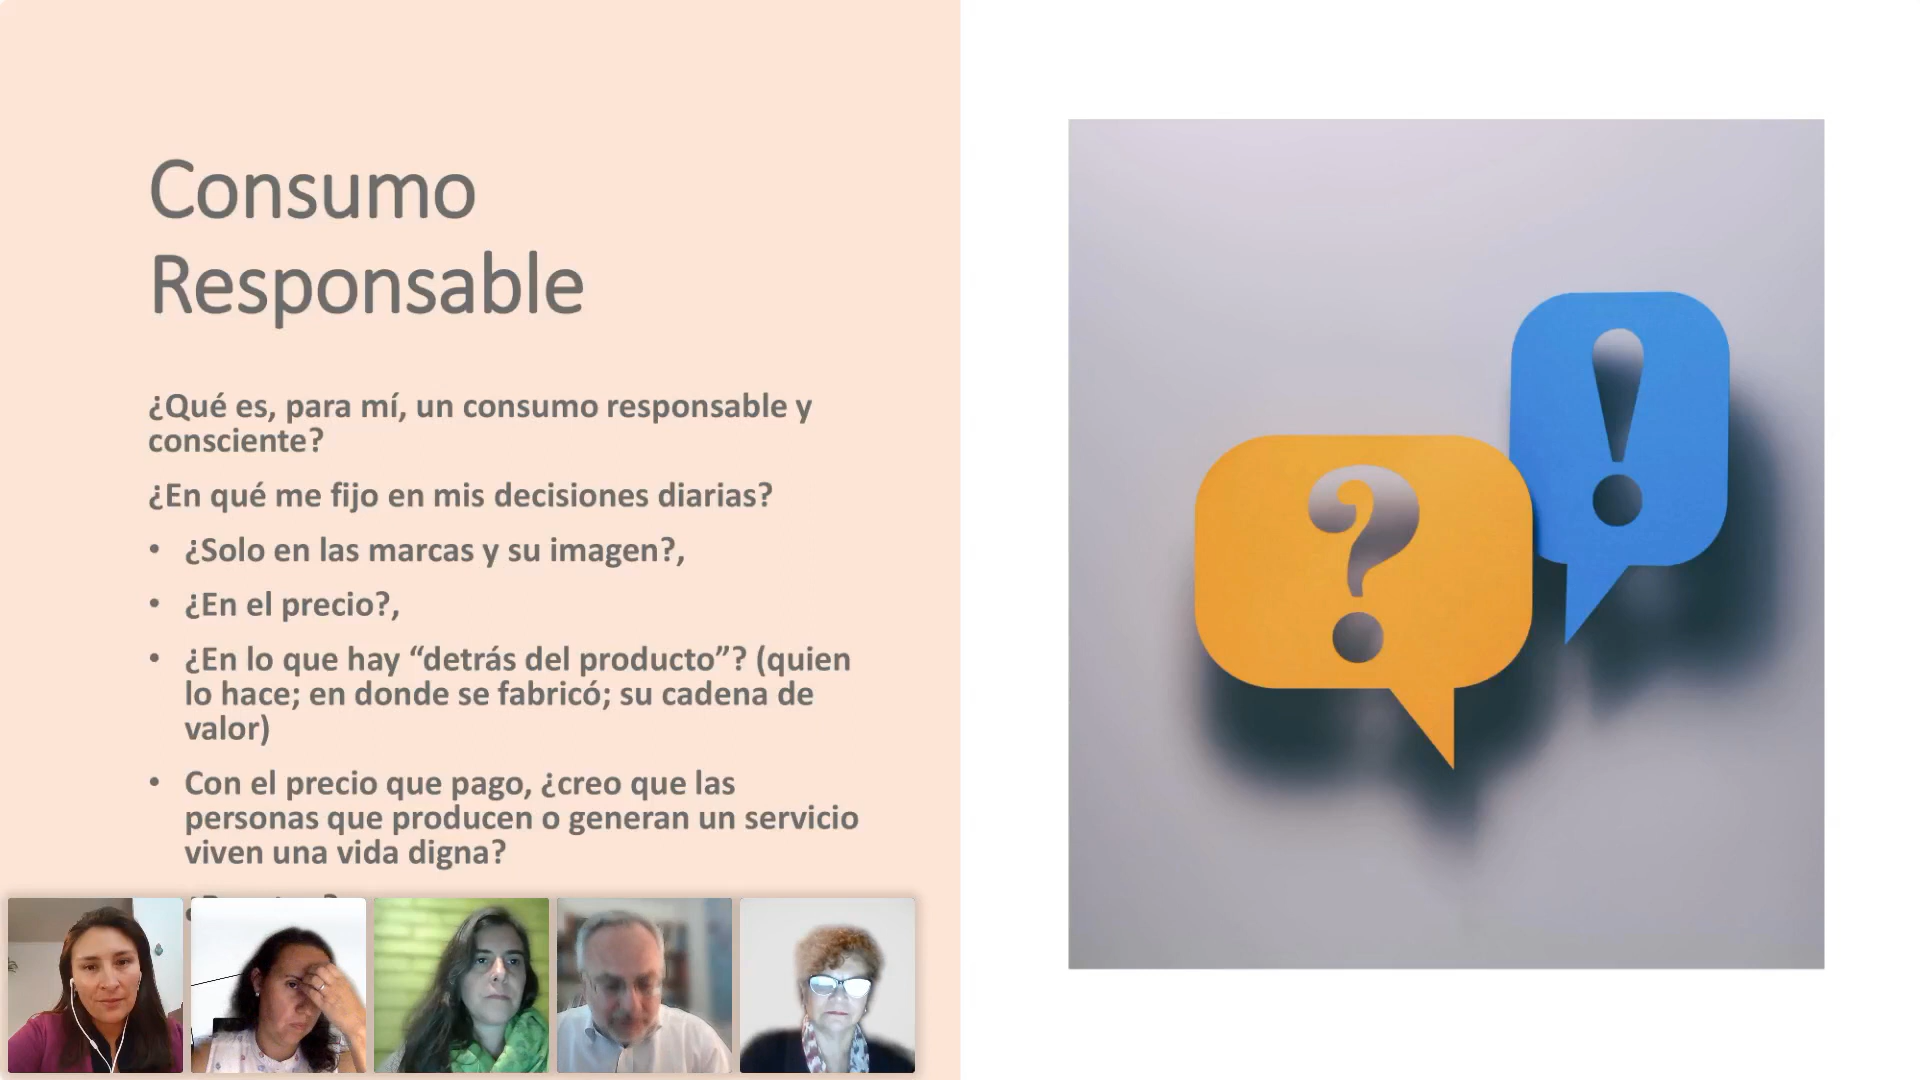 Consumo
Responsable
¿Qué es, para mí, un consumo responsable y
consciente?
¿En qué me fijo en mis decisiones diarias?
• ¿Solo en las marcas y su imagen?,
• ¿En el precio?,
• ¿En lo que hay “detrás del producto”? (quien
lo hace; en donde se fabricó; su cadena de
valor)
• Con el precio que pago, ¿creo que las
personas que producen o generan un servicio
viven una vida digna?
? !